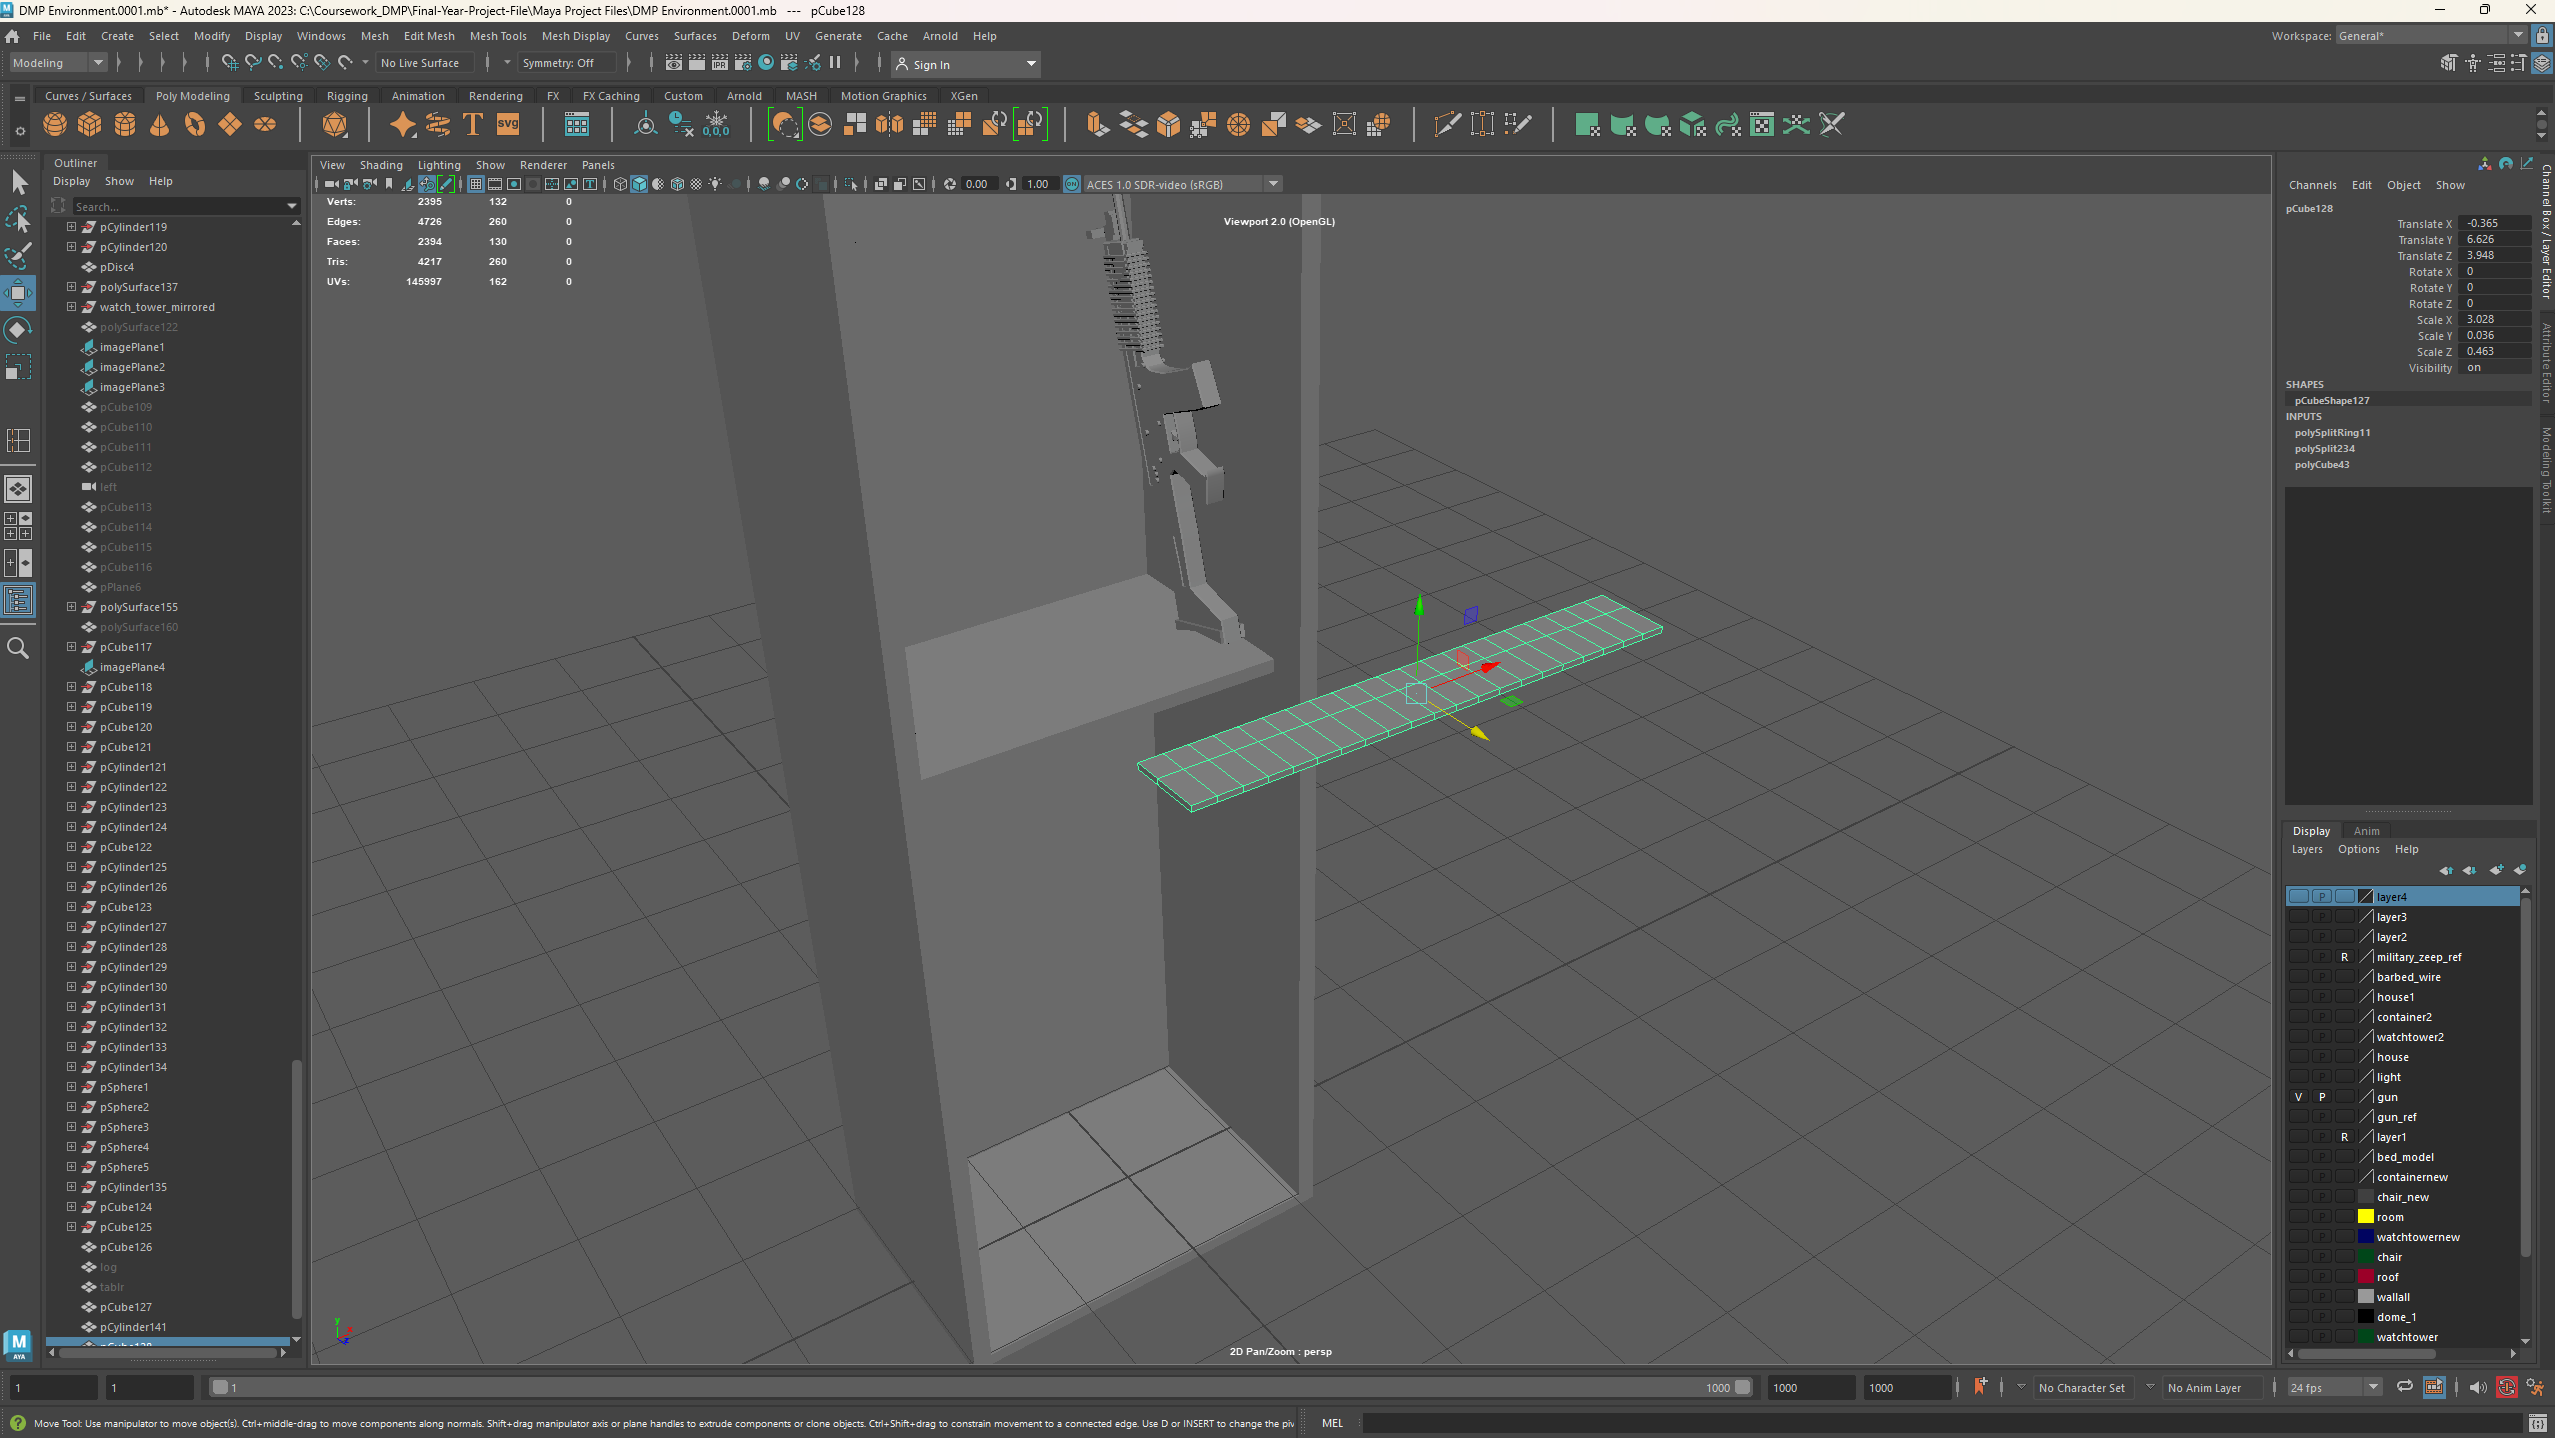 DMP Environment.0001.mb* - Autodesk MAYA 2023: C:\Coursework_DMP\Final-Year-Project-File\Maya Project Files\DMP Environment.0001.mb --- pCube128
File Edit Create Select Modify Display Windows Mesh Edit Mesh Mesh Tools Mesh Display Curves Surfaces Deform UV Generate Cache Arnold Help
Workspace: General*
Modeling No Live Surface Symmetry: Off Sign In
Curves / Surfaces Poly Modeling Sculpting Rigging Animation Rendering FX FX Caching Custom Arnold MASH Motion Graphics XGen
Outliner
Display Show Help
Search...
pCylinder119
pCylinder120
pDisc4
polySurface137
watch_tower_mirrored
polySurface122
imagePlane1
imagePlane2
imagePlane3
pCube109
pCube110
pCube111
pCube112
left
pCube113
pCube114
pCube115
pCube116
pPlane6
polySurface155
polySurface160
pCube117
imagePlane4
pCube118
pCube119
pCube120
pCube121
pCylinder121
pCylinder122
pCylinder123
pCylinder124
pCube122
pCylinder125
pCylinder126
pCube123
pCylinder127
pCylinder128
pCylinder129
pCylinder130
pCylinder131
pCylinder132
pCylinder133
pCylinder134
pSphere1
pSphere2
pSphere3
pSphere4
pSphere5
pCylinder135
pCube124
pCube125
pCube126
log
tablr
pCube127
pCylinder141
pCube128
View Shading Lighting Show Renderer Panels
0.00 1.00 ACES 1.0 SDR-video (sRGB)
Verts: 2395 132 0
Edges: 4726 260 0
Faces: 2394 130 0
Tris: 4217 260 0
UVs: 145997 162 0
Viewport 2.0 (OpenGL)
2D Pan/Zoom : persp
Channels Edit Object Show
pCube128
Translate X -0.365
Translate Y 6.626
Translate Z 3.948
Rotate X 0
Rotate Y 0
Rotate Z 0
Scale X 3.028
Scale Y 0.036
Scale Z 0.463
Visibility on
SHAPES
pCubeShape127
INPUTS
polySplitRing11
polySplit234
polyCube43
Channel Box / Layer Editor
Attribute Editor
Modeling Toolkit
Display Anim
Layers Options Help
P layer4
P layer3
P layer2
P R military_zeep_ref
P barbed_wire
P house1
P container2
P watchtower2
P house
P light
V P gun
P gun_ref
P R layer1
P bed_model
P containernew
P chair_new
P room
P watchtowernew
P chair
P roof
P wallall
P dome_1
P watchtower
1 1 1 1000 1000 1000 No Character Set No Anim Layer 24 fps
Move Tool: Use manipulator to move object(s). Ctrl+middle-drag to move components along normals. Shift+drag manipulator axis or plane handles to extrude components or clone objects. Ctrl+Shift+drag to constrain movement to a connected edge. Use D or INSERT to change the piv
MEL